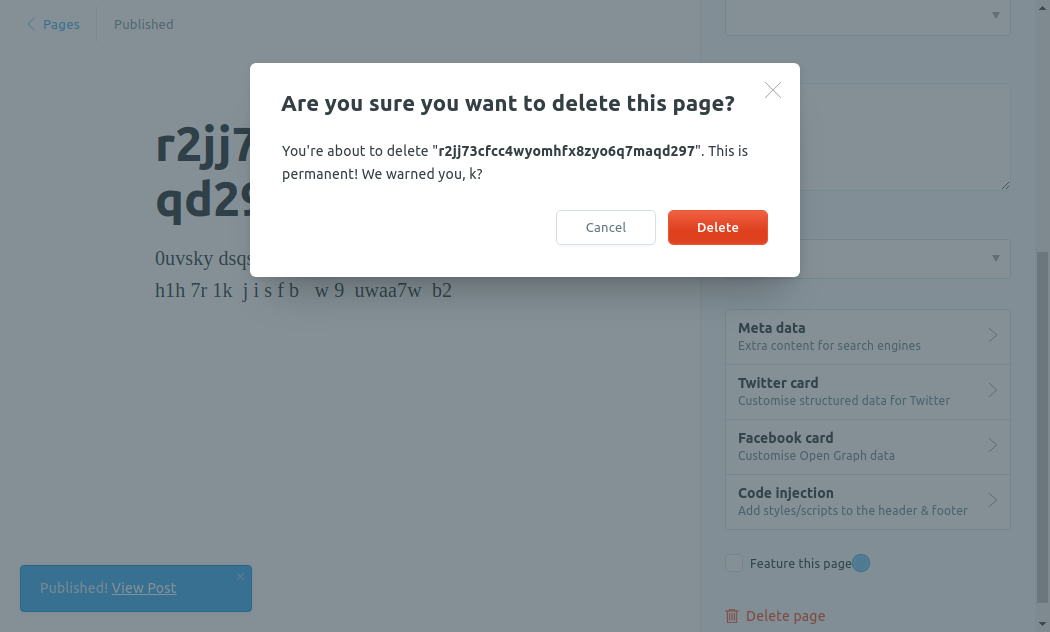 Pages
Published
Are you sure you want to delete this page?
You're about to delete "r2jj73cfcc4wyomhfx8zyo6q7maqd297". This is
permanent! We warned you, k?
Cancel
Delete
r2jj7
qd29
0uvsky dsqs
h1h 7r 1k j i s f b w 9 uwaa7w b2
Meta data
Extra content for search engines
Twitter card
Customise structured data for Twitter
Facebook card
Customise Open Graph data
Code injection
Add styles/scripts to the header & footer
Feature this page
Delete page
Published! View Post